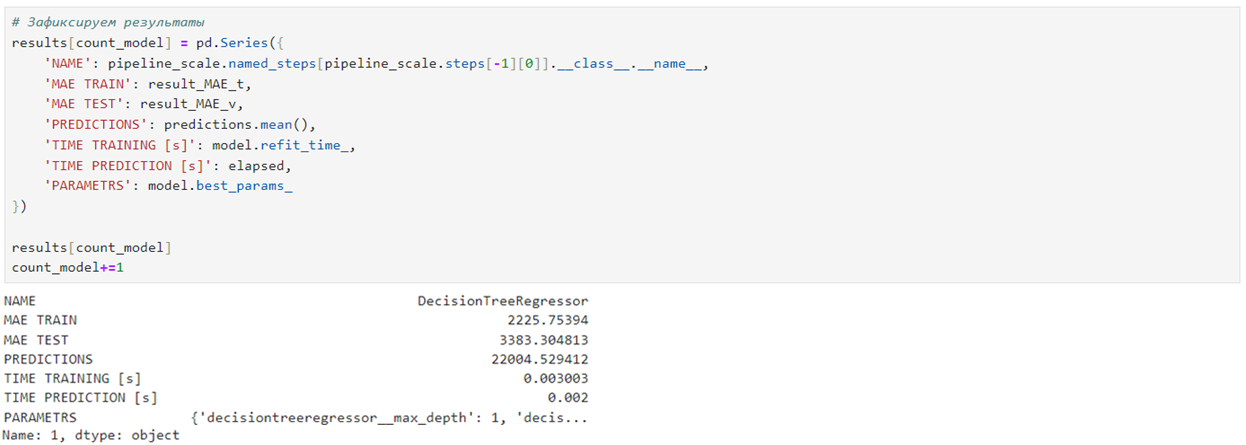 # Зафиксируем результаты
results[count_model] = pd.Series({
    'NAME': pipeline_scale.named_steps[pipeline_scale.steps[-1][0]].__class__.__name__,
    'MAE TRAIN': result_MAE_t,
    'MAE TEST': result_MAE_v,
    'PREDICTIONS': predictions.mean(),
    'TIME TRAINING [s]': model.refit_time_,
    'TIME PREDICTION [s]': elapsed,
    'PARAMETRS': model.best_params_
})
results[count_model]
count_model+=1
NAME DecisionTreeRegressor
MAE TRAIN 2225.75394
MAE TEST 3383.304813
PREDICTIONS 22004.529412
TIME TRAINING [s] 0.003003
TIME PREDICTION [s] 0.002
PARAMETRS {'decisiontreeregressor__max_depth': 1, 'decis...
Name: 1, dtype: object